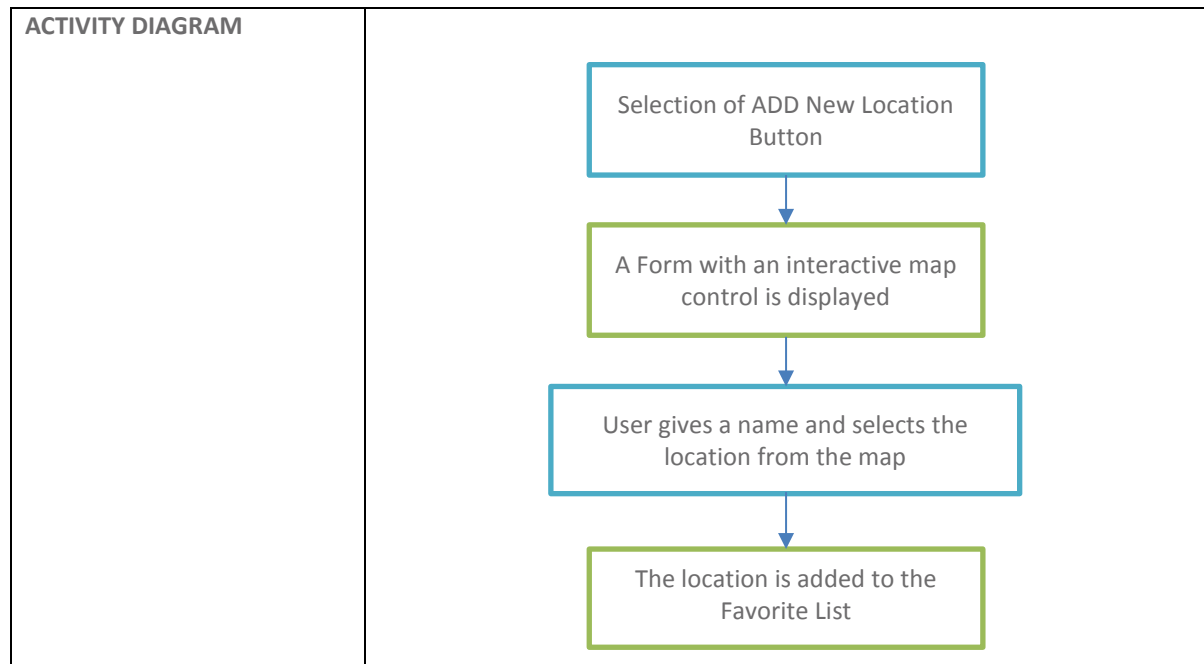 ACTIVITY DIAGRAM
Selection of ADD New Location
Button
A Form with an interactive map
control is displayed
User gives a name and selects the
location from the map
The location is added to the
Favorite List